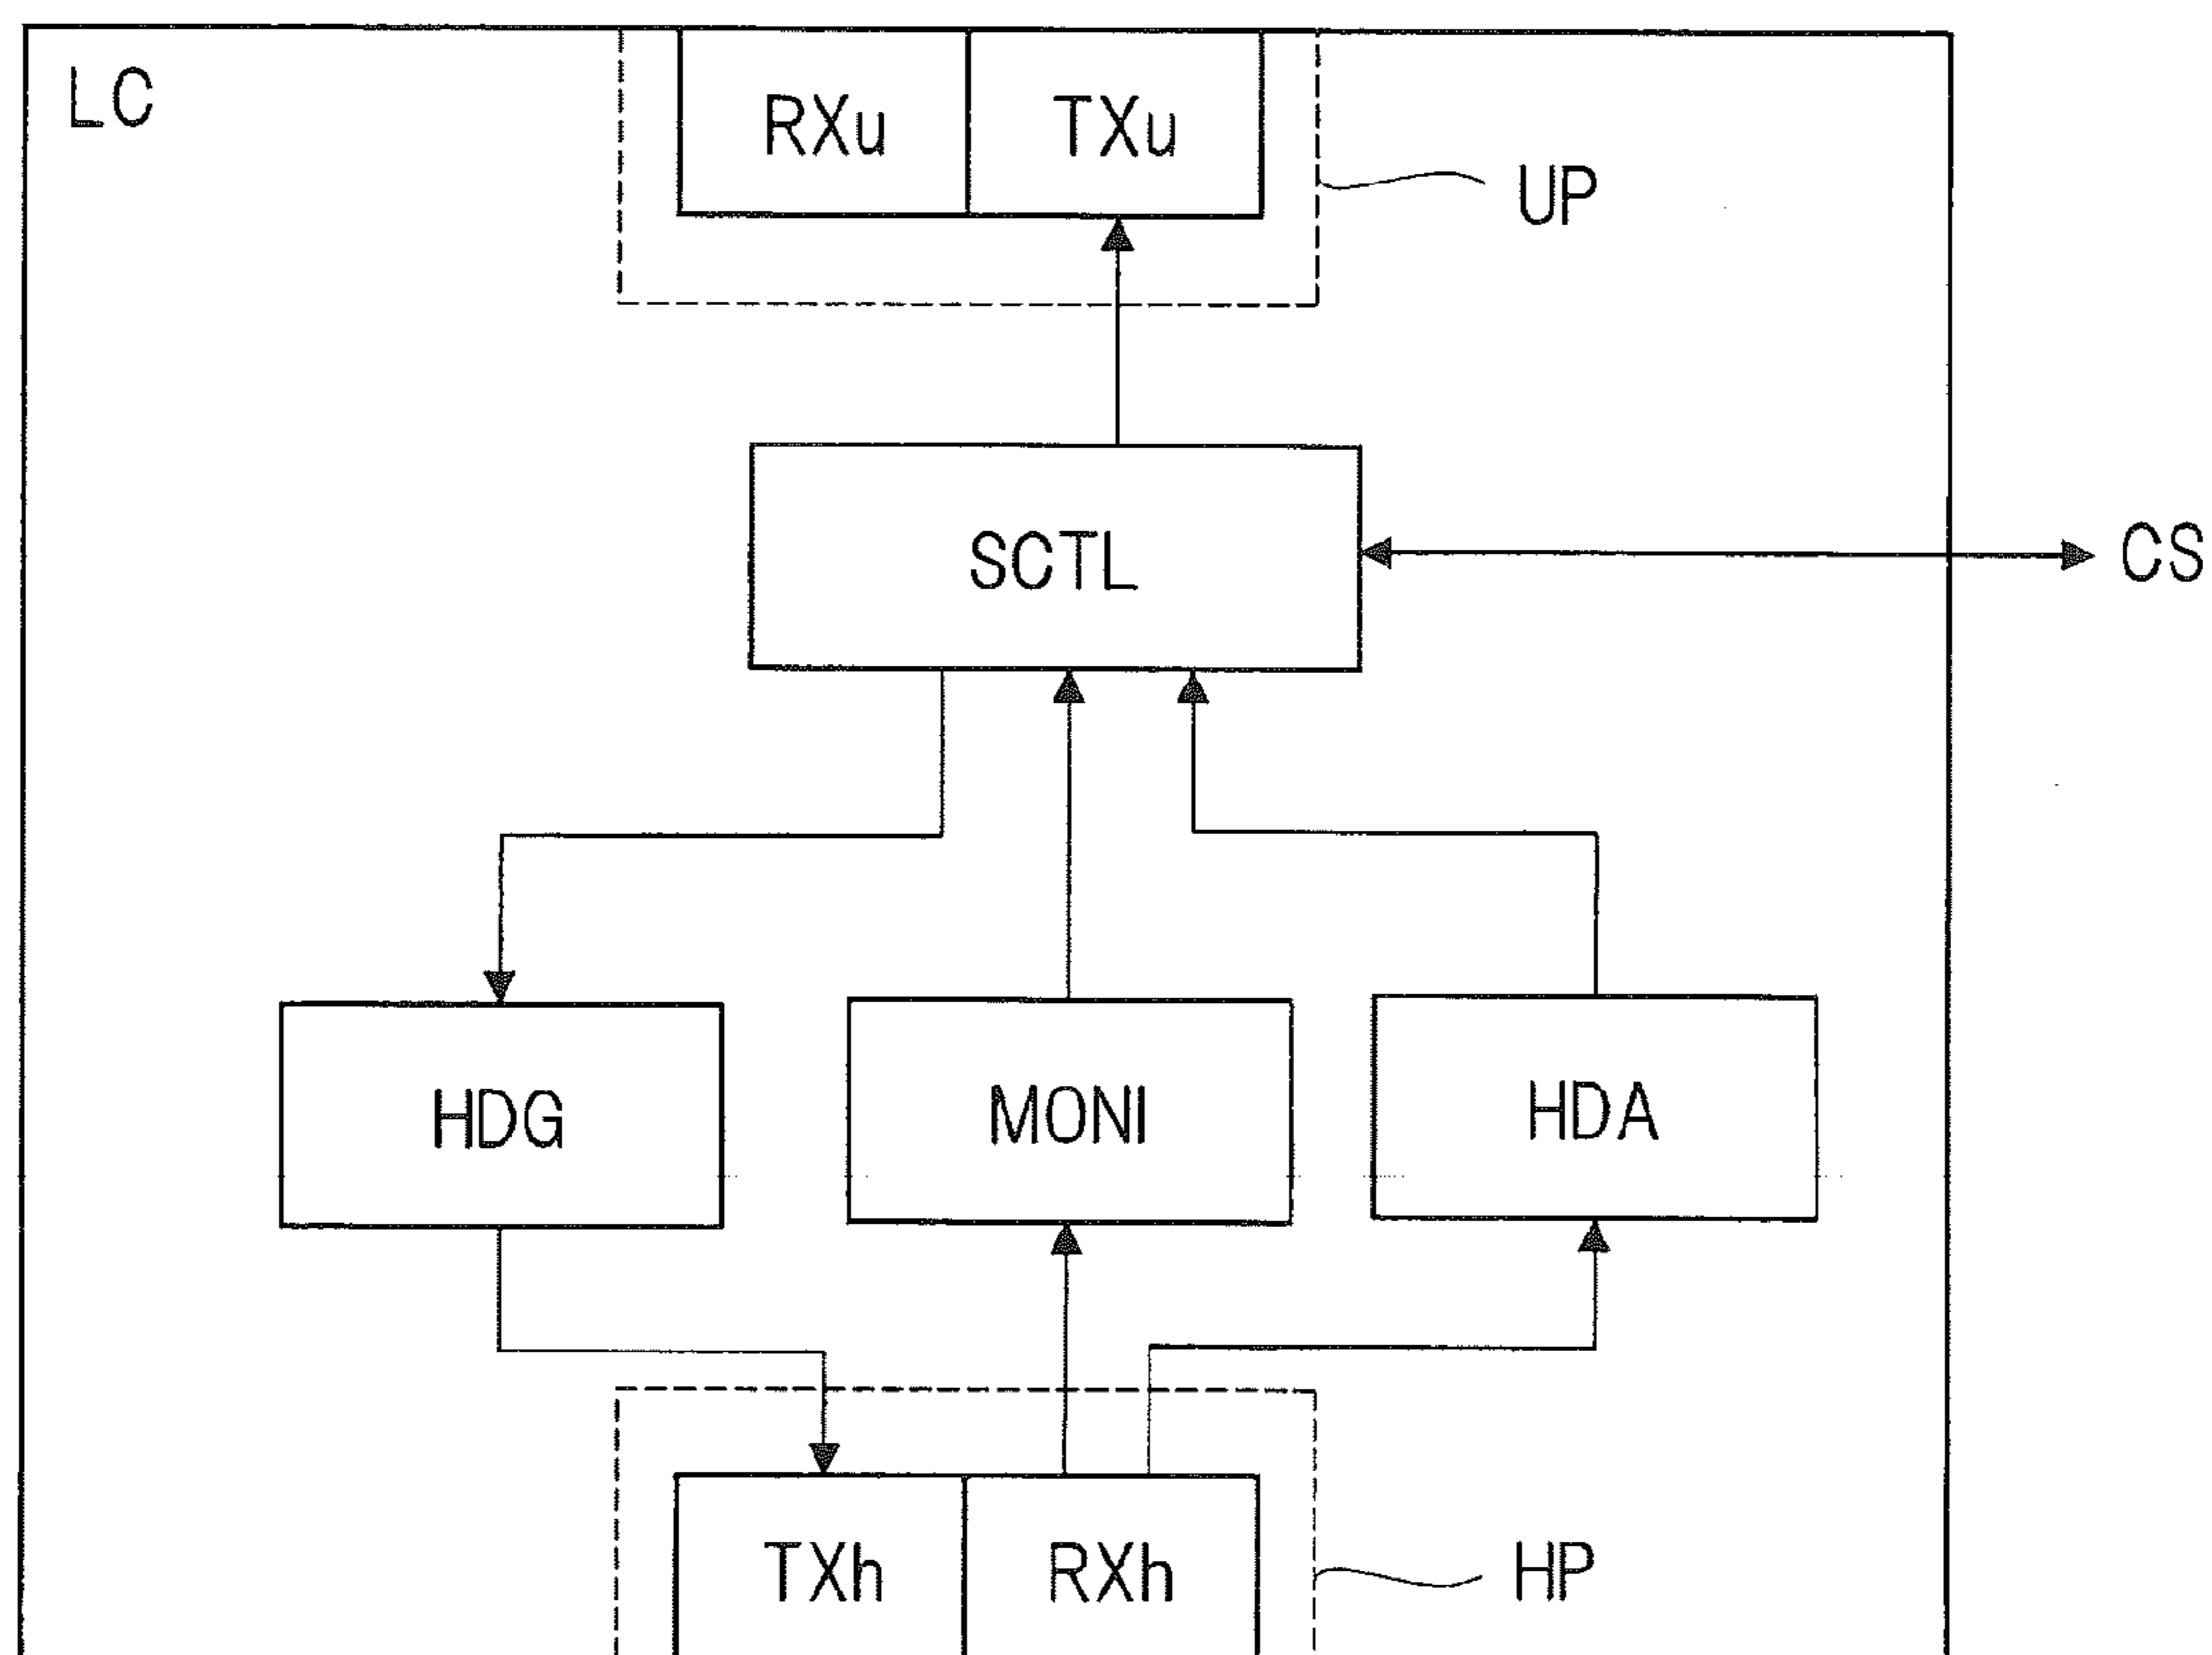 LC
RXu
TXu
UP
SCTL
CS
HDG
MONI
HDA
TXh
RXh
HP